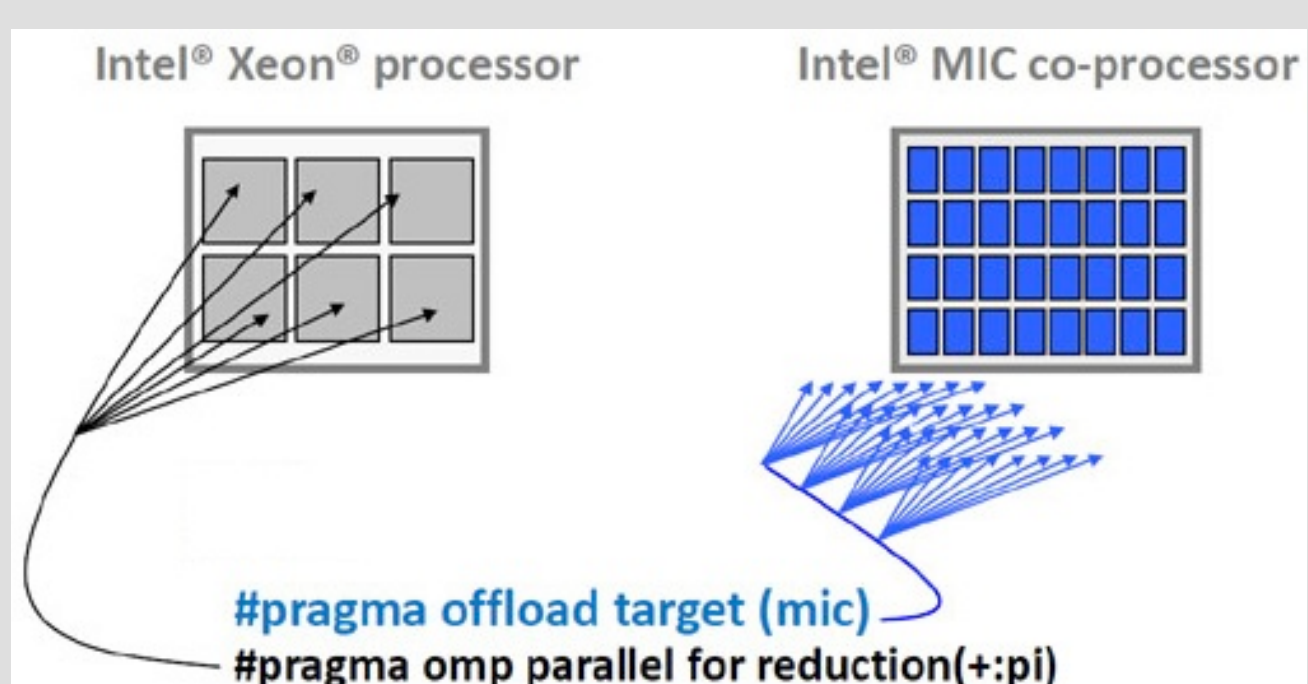 Intel® Xeon® processor
Intel® MIC co-processor
#pragma offload target (mic)
#pragma omp parallel for reduction(+:pi)